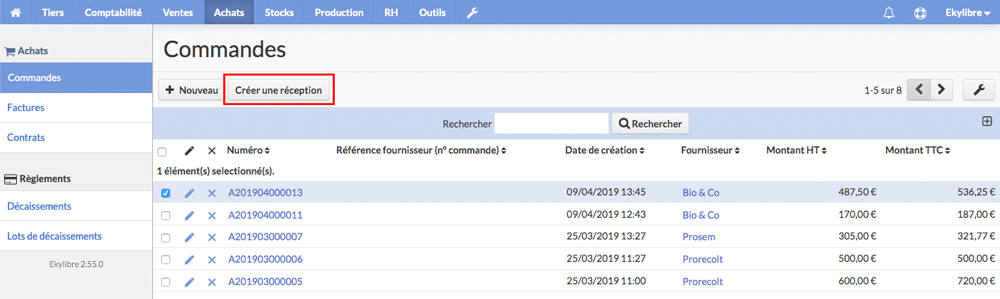 Tiers Comptabilité Ventes Achats Stocks Production RH Outils Ekylibre
Achats
Commandes
Factures
Contrats
Règlements
Décaissements
Lots de décaissements
Ekylibre 2.55.0
Commandes
Nouveau Créer une réception 1-5 sur 8
Rechercher Rechercher
Numéro Référence fournisseur (n° commande) Date de création Fournisseur Montant HT Montant TTC
1 élément(s) selectionné(s).
A201904000013 09/04/2019 13:45 Bio & Co 487,50 € 536,25 €
A201904000011 09/04/2019 12:43 Bio & Co 170,00 € 187,00 €
A201903000007 25/03/2019 13:27 Prosem 305,00 € 321,77 €
A201903000006 25/03/2019 11:27 Prorecolt 500,00 € 500,00 €
A201903000005 25/03/2019 11:00 Prorecolt 600,00 € 720,00 €